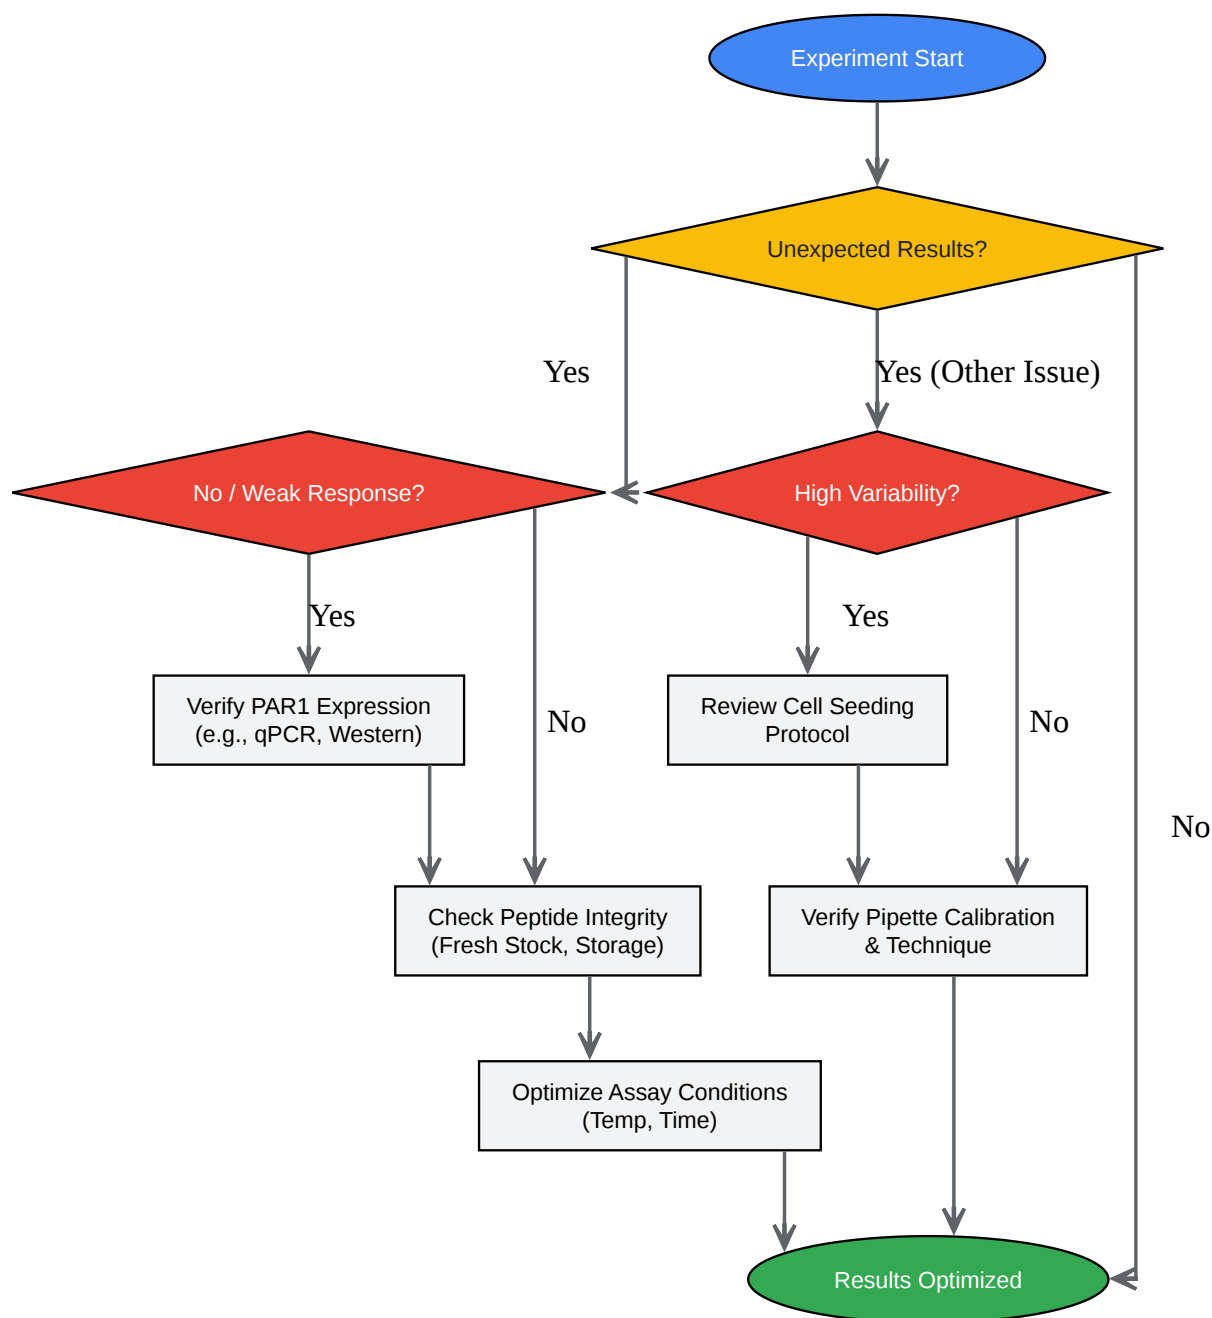 Experiment Start
Unexpected Results?
Yes
Yes (Other Issue)
No / Weak Response?
High Variability?
Yes
Yes
Verify PAR1 Expression
(e.g., qPCR, Western)
No
Review Cell Seeding
Protocol
No
No
Check Peptide Integrity
(Fresh Stock, Storage)
Verify Pipette Calibration
& Technique
Optimize Assay Conditions
(Temp, Time)
Results Optimized